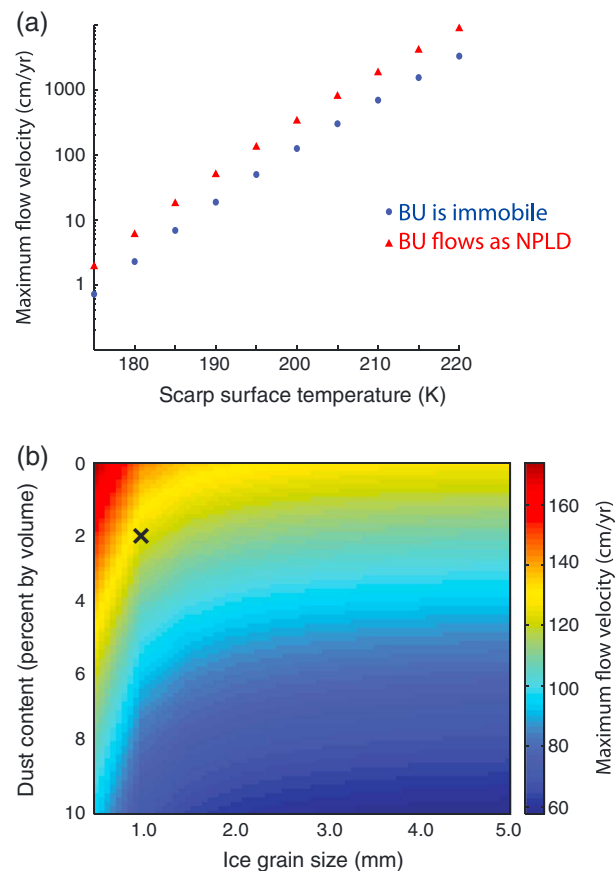 (a)
Maximum flow velocity (cm/yr)
1000
100
10
1
BU is immobile
BU flows as NPLD
180 190 200 210 220
Scarp surface temperature (K)
(b)
Dust content (percent by volume)
0
2
4
6
8
10
1.0 2.0 3.0 4.0 5.0
Ice grain size (mm)
160
140
120
100
80
60
Maximum flow velocity (cm/yr)